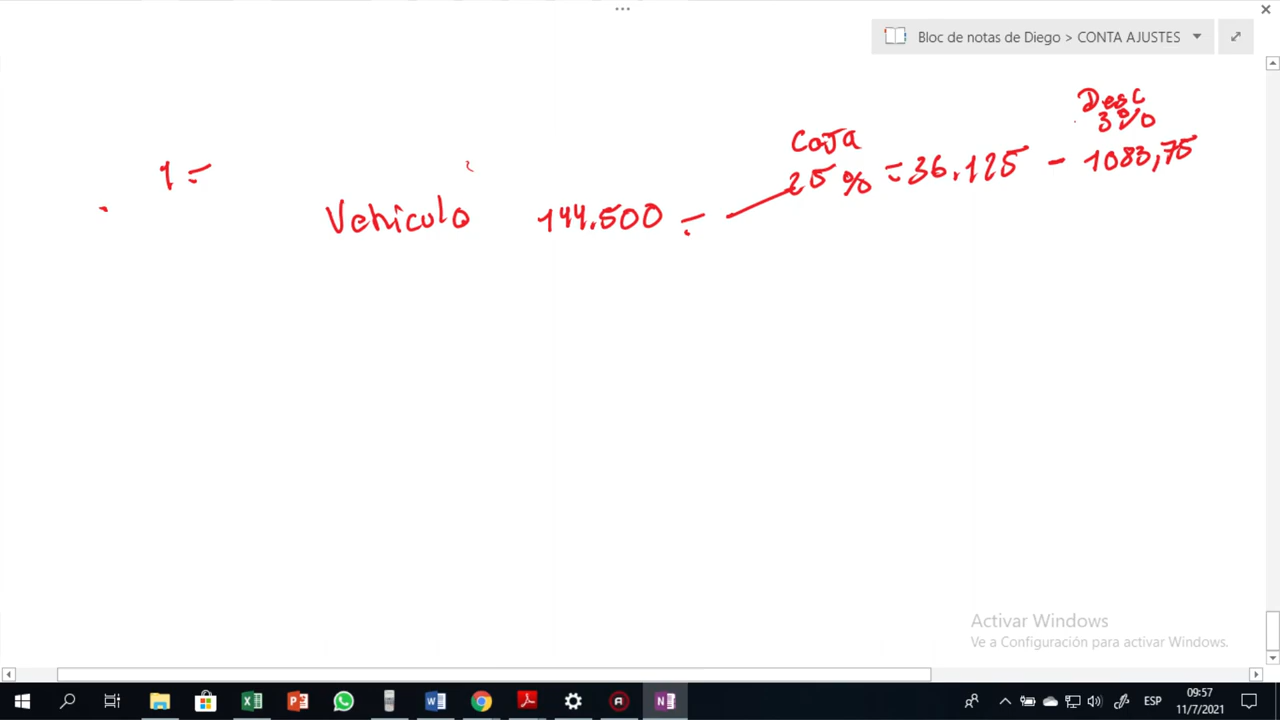 Bloc de notas de Diego > CONTA AJUSTES
Desc
3%
Caja
25% = 36.125 - 1083,75
1=
Vehiculo 144.500 =
Activar Windows
Ve a Configuración para activar Windows.
ESP
09:57
11/7/2021